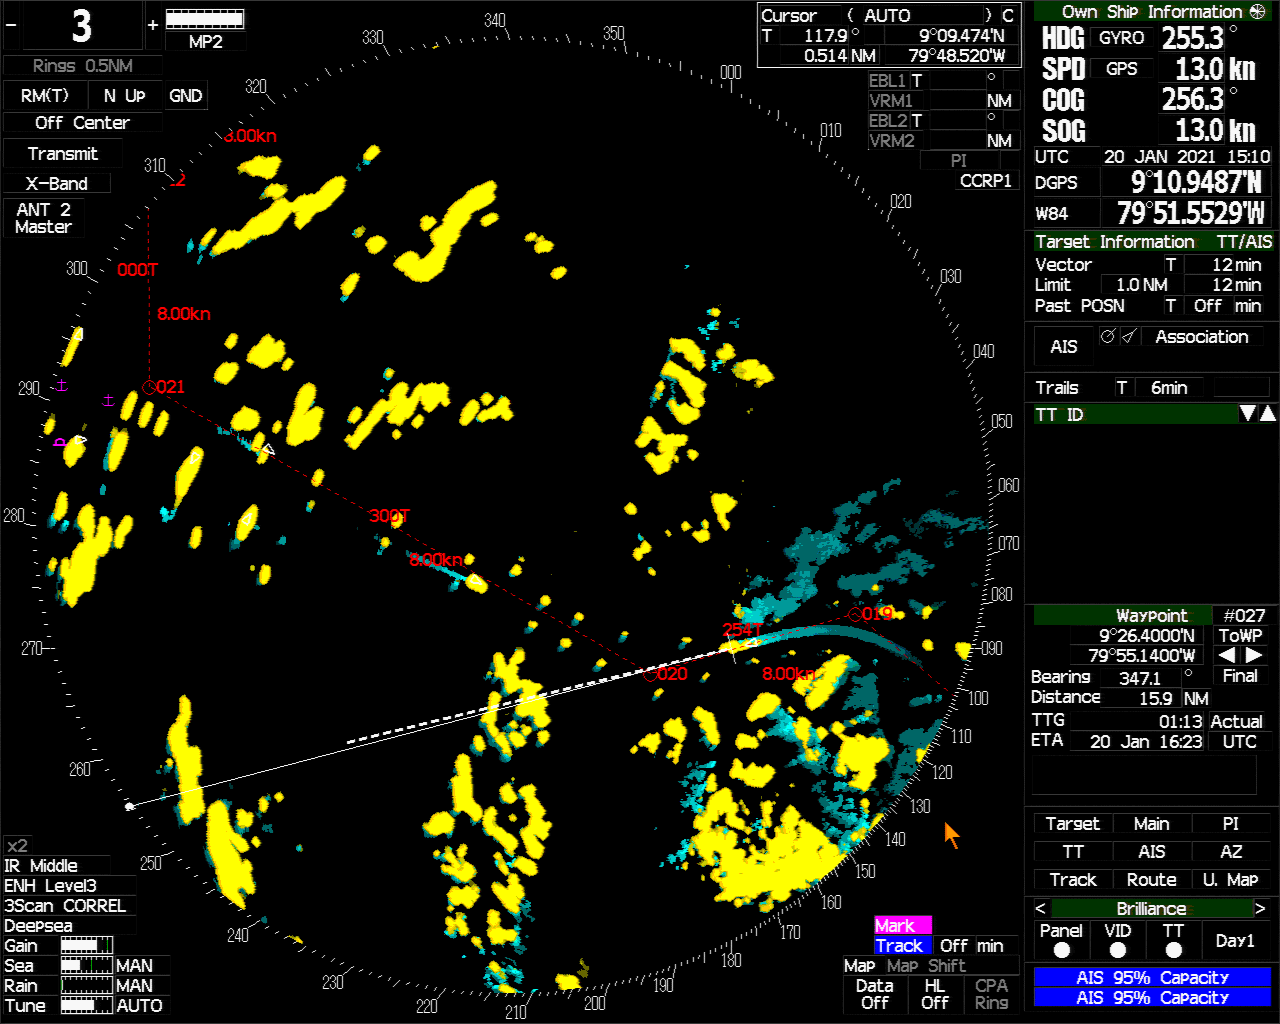 - 3 +
MP2
Rings 0.5NM
RM(T) N Up GND
Off Center
Transmit
X-Band
ANT 2
Master
Cursor ( AUTO ) C
T 117.9° 9°09.474'N
0.514 NM 79°48.520'W
EBL1 T °
VRM1 NM
EBL2 T °
VRM2 NM
PI
CCRP1
340
350
330
000
320
010
310
020
300
030
290
040
050
280
060
070
270
080
090
260
100
110
250
120
130
240
140
150
230
160
220
170
210
180
200
190
8.00kn
12
000T
8.00kn
021
300T
8.00kn
019
254T
020
8.00kn
x2
IR Middle
ENH Level3
3Scan CORREL
Deepsea
Gain
Sea MAN
Rain MAN
Tune AUTO
Mark
Track Off min
Map Map Shift
Data Off
HL Off
CPA Ring
Own Ship Information
HDG GYRO 255.3°
SPD GPS 13.0 kn
COG 256.3°
SOG 13.0 kn
UTC 20 JAN 2021 15:10
DGPS 9°10.9487'N
W84 79°51.5529'W
Target Information TT/AIS
Vector T 12 min
Limit 1.0 NM 12 min
Past POSN T Off min
AIS Association
Trails T 6min
TT ID
Waypoint #027
9°26.4000'N ToWP
79°55.1400'W
Bearing 347.1 ° Final
Distance 15.9 NM
TTG 01:13 Actual
ETA 20 Jan 16:23 UTC
Target Main PI
TT AIS AZ
Track Route U. Map
< Brilliance >
Panel VID TT Day1
AIS 95% Capacity
AIS 95% Capacity